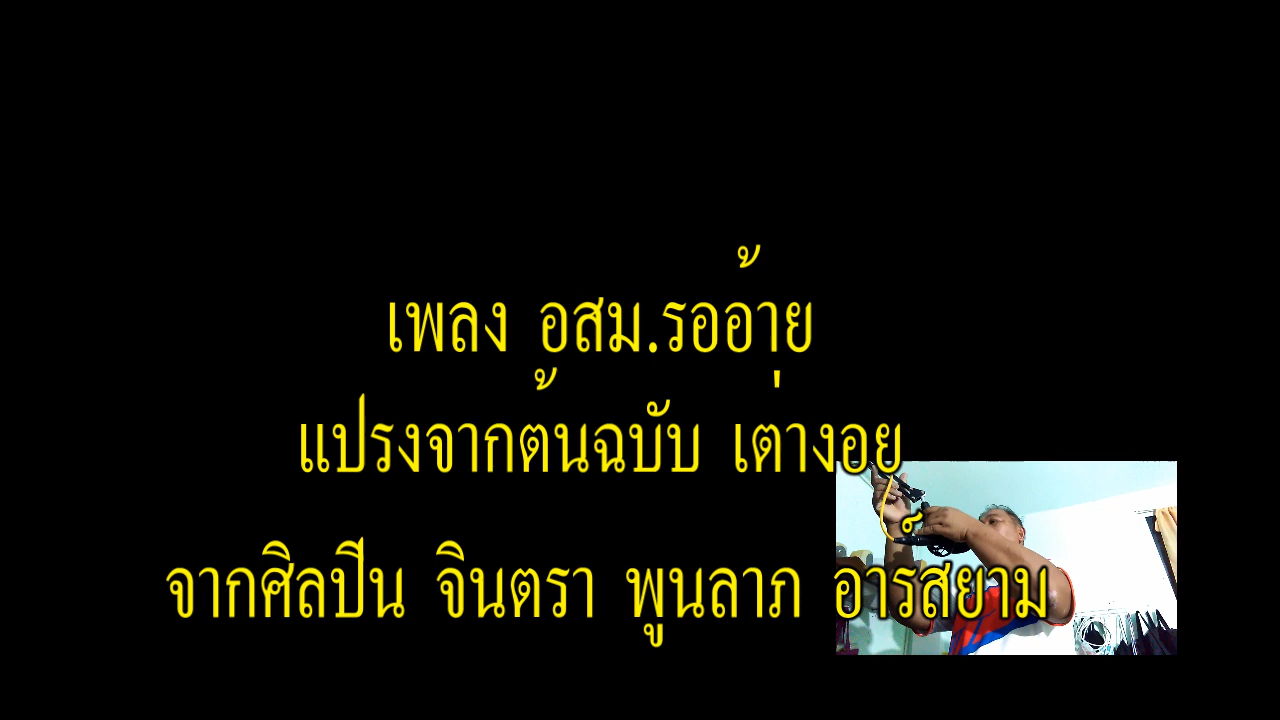 เพลง อสม.รออ้าย
แปรงจากต้นฉบับ เต่างอย
จากศิลปีน จินตรา พูนลาภ อาร์สยาม